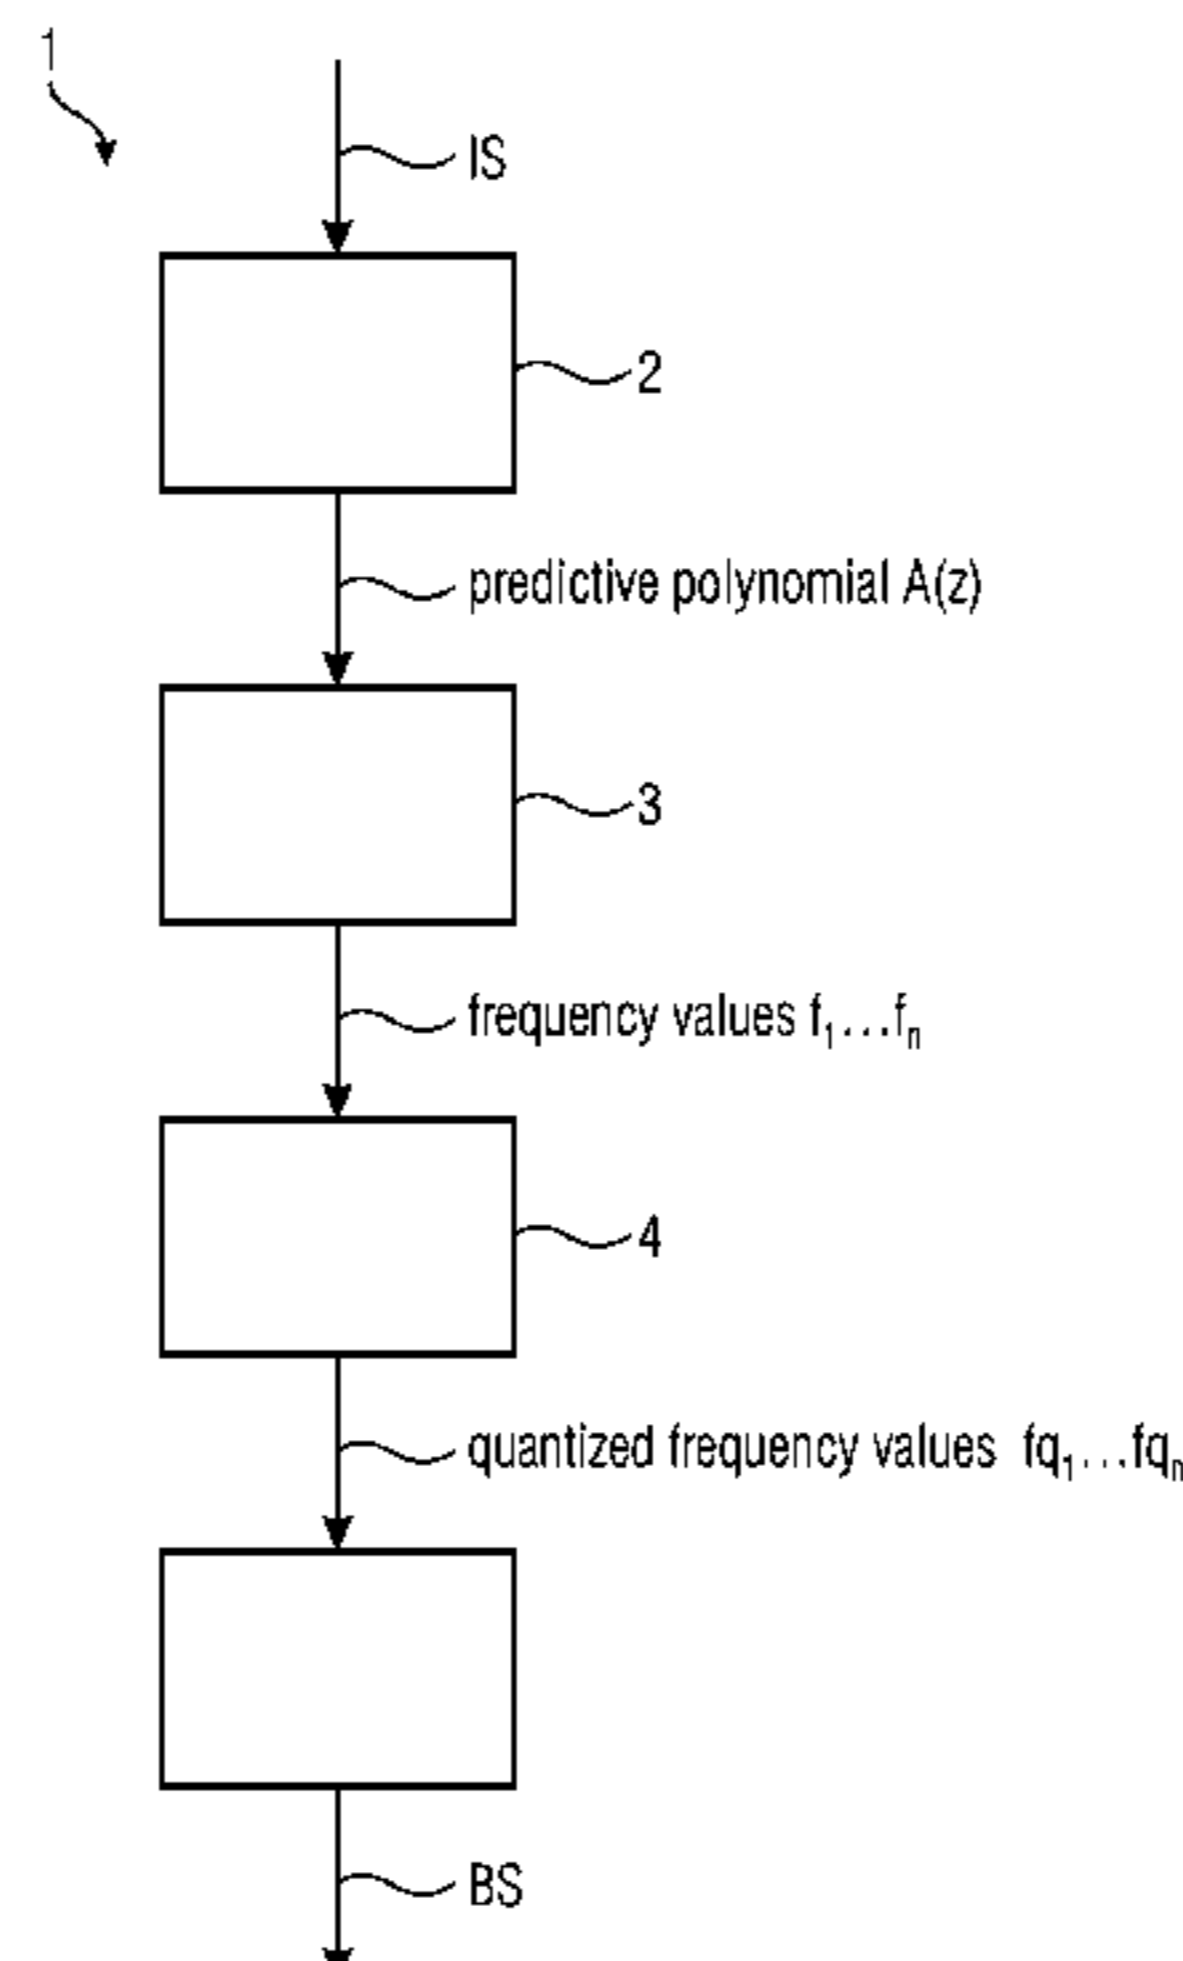 1
IS
2
predictive polynomial A(z)
3
frequency values f₁...fₙ
4
quantized frequency values fq₁...fqₙ
BS